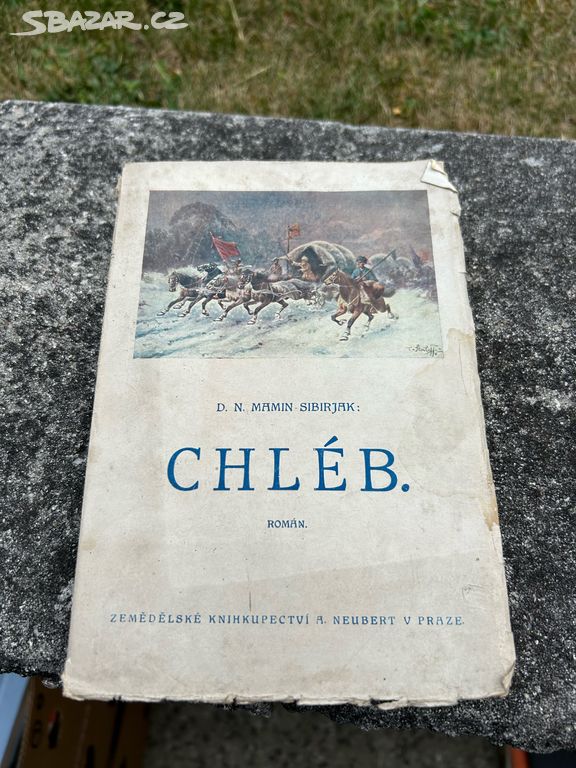 SBAZAR.CZ
D. N. MAMIN-SIBIRJAK:
CHLÉB.
ROMÁN.
ZEMĚDĚLSKÉ KNIHKUPECTVÍ A. NEUBERT V PRAZE.